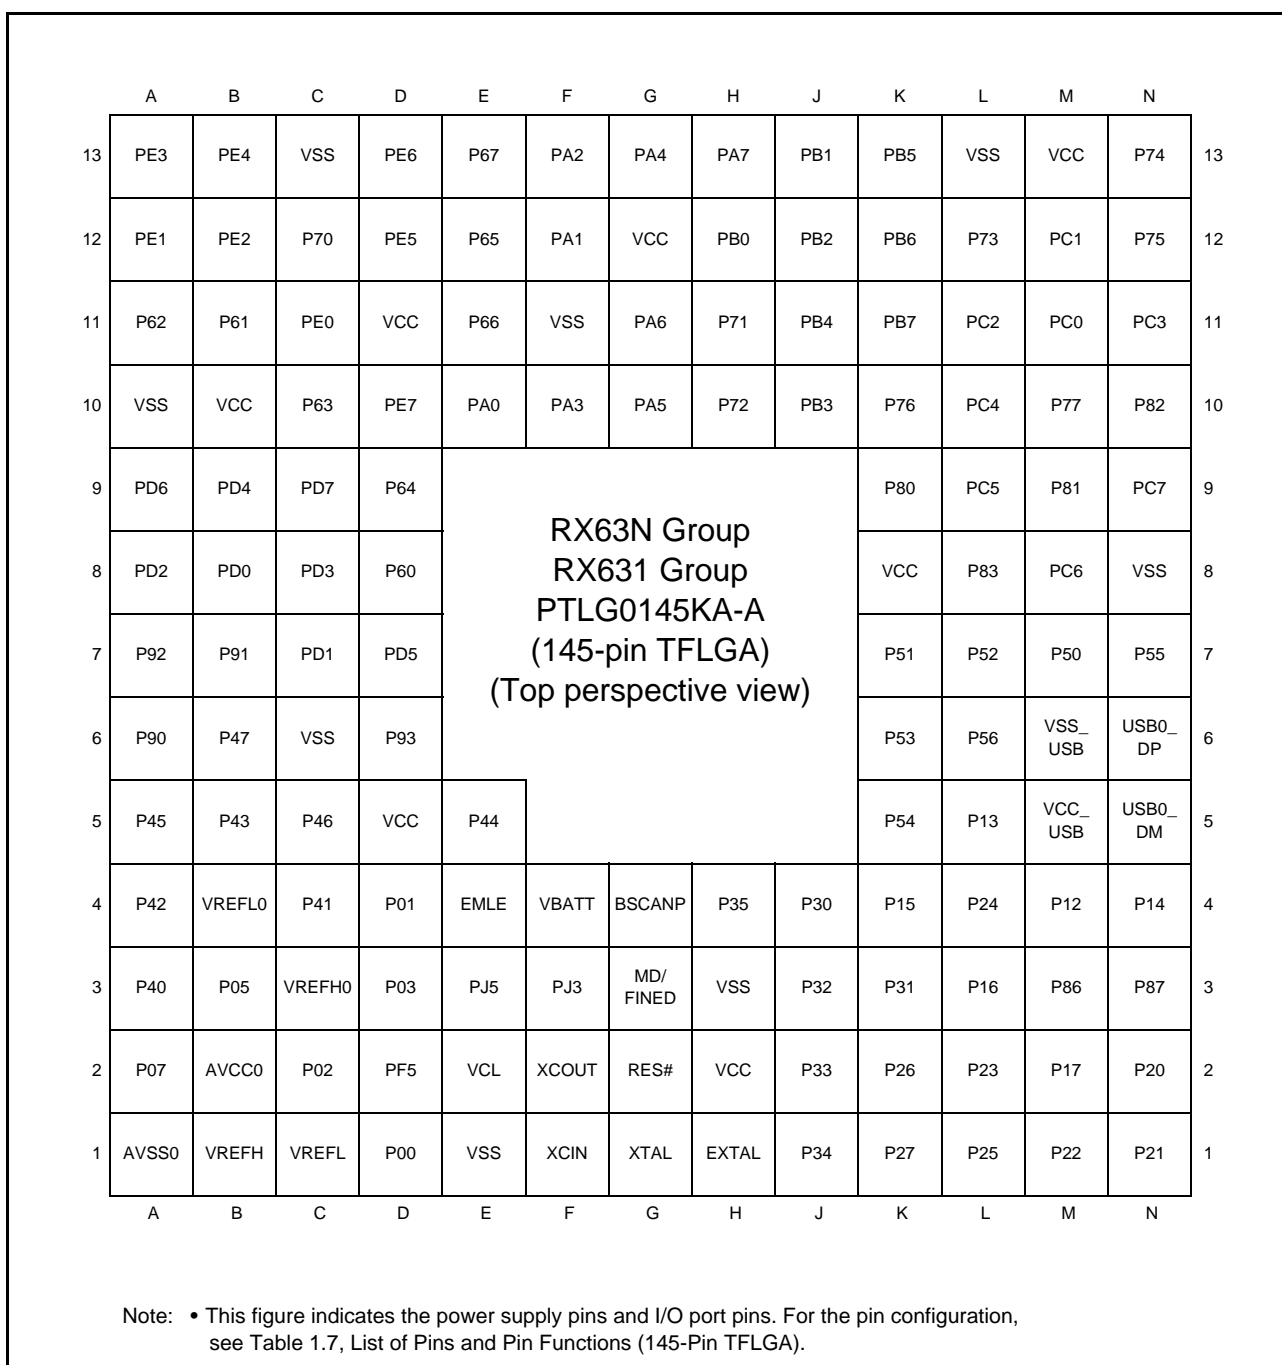 A B C D E F G H J K L M N
13 PE3 PE4 VSS PE6 P67 PA2 PA4 PA7 PB1 PB5 VSS VCC P74 13
12 PE1 PE2 P70 PE5 P65 PA1 VCC PB0 PB2 PB6 P73 PC1 P75 12
11 P62 P61 PE0 VCC P66 VSS PA6 P71 PB4 PB7 PC2 PC0 PC3 11
10 VSS VCC P63 PE7 PA0 PA3 PA5 P72 PB3 P76 PC4 P77 P82 10
9 PD6 PD4 PD7 P64 P80 PC5 P81 PC7 9
RX63N Group
RX631 Group
PTLG0145KA-A
(145-pin TFLGA)
(Top perspective view)
8 PD2 PD0 PD3 P60 VCC P83 PC6 VSS 8
7 P92 P91 PD1 PD5 P51 P52 P50 P55 7
6 P90 P47 VSS P93 P53 P56 VSS_ USB USB0_ DP 6
5 P45 P43 P46 VCC P44 P54 P13 VCC_ USB USB0_ DM 5
4 P42 VREFL0 P41 P01 EMLE VBATT BSCANP P35 P30 P15 P24 P12 P14 4
3 P40 P05 VREFH0 P03 PJ5 PJ3 MD/ FINED VSS P32 P31 P16 P86 P87 3
2 P07 AVCC0 P02 PF5 VCL XCOUT RES# VCC P33 P26 P23 P17 P20 2
1 AVSS0 VREFH VREFL P00 VSS XCIN XTAL EXTAL P34 P27 P25 P22 P21 1
A B C D E F G H J K L M N
Note: • This figure indicates the power supply pins and I/O port pins. For the pin configuration,
see Table 1.7, List of Pins and Pin Functions (145-Pin TFLGA).